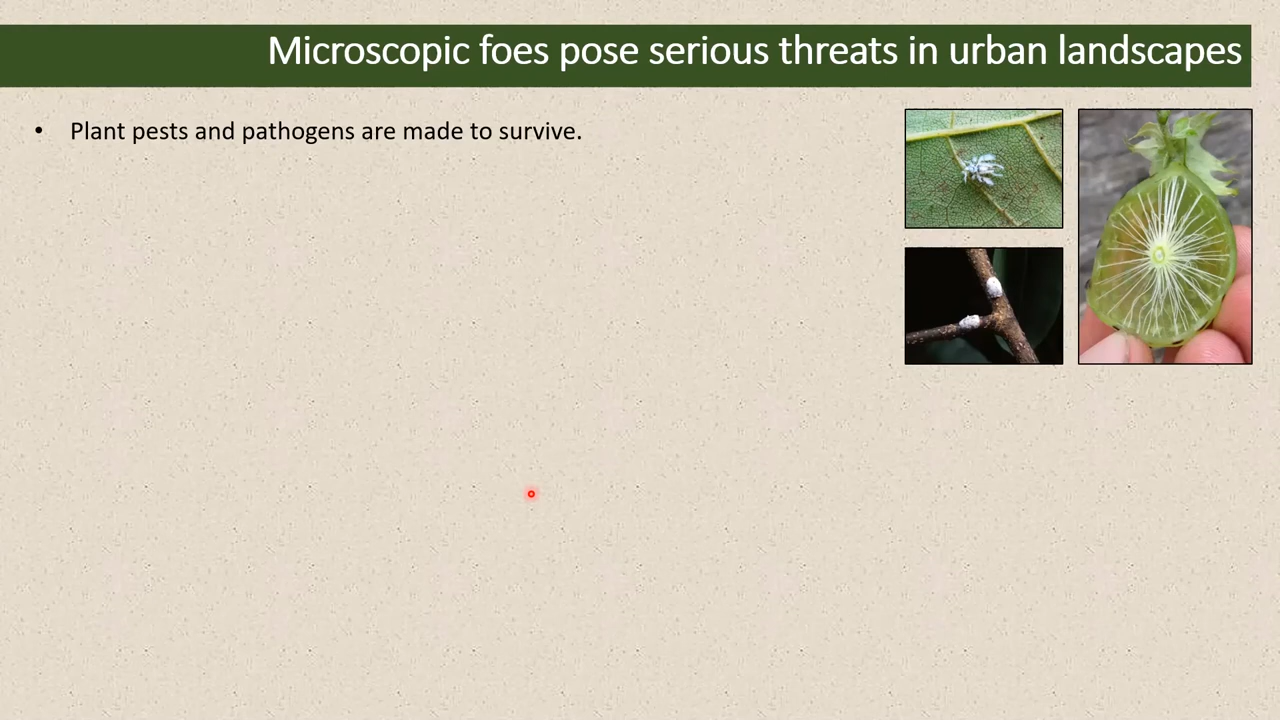 Microscopic foes pose serious threats in urban landscapes
• Plant pests and pathogens are made to survive.